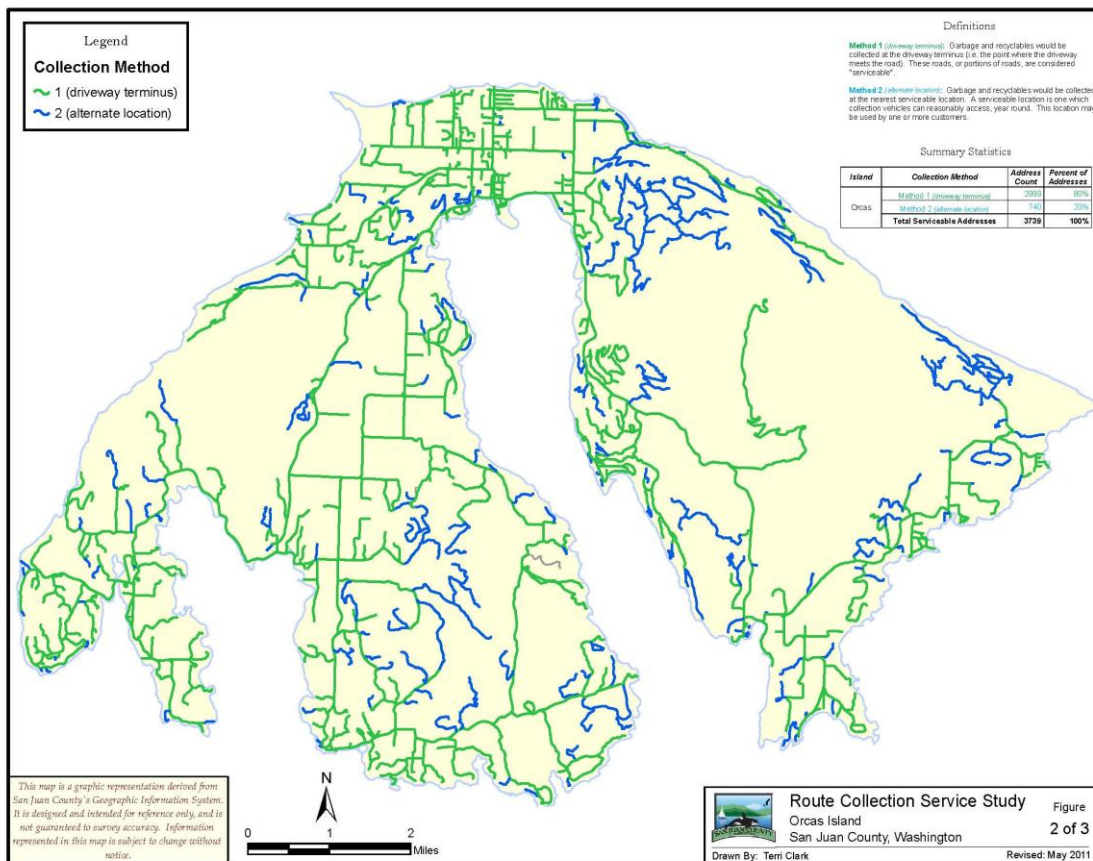 Legend
Collection Method
1 (driveway terminus)
2 (alternate location)
Definitions
Method 1 (driveway terminus): Garbage and recyclables would be
collected at the driveway terminus (i.e. the point where the driveway
meets the road). These roads, or portions of roads, are considered
"serviceable".
Method 2 (alternate location): Garbage and recyclables would be collected
at the nearest serviceable location. A serviceable location is one which
collection vehicles can reasonably access, year round. This location may
be used by one or more customers.
Summary Statistics
Island Collection Method Address Count Percent of Addresses
Orcas Method 1 (driveway terminus) 2999 80%
Method 2 (alternate location) 740 20%
Total Serviceable Addresses 3739 100%
This map is a graphic representation derived from
San Juan County's Geographic Information System.
It is designed and intended for reference only, and is
not guaranteed to survey accuracy. Information
represented in this map is subject to change without
notice.
N
0 1 2
Miles
SAN JUAN COUNTY
Route Collection Service Study
Orcas Island
San Juan County, Washington
Figure
2 of 3
Drawn By: Terri Clark
Revised: May 2011